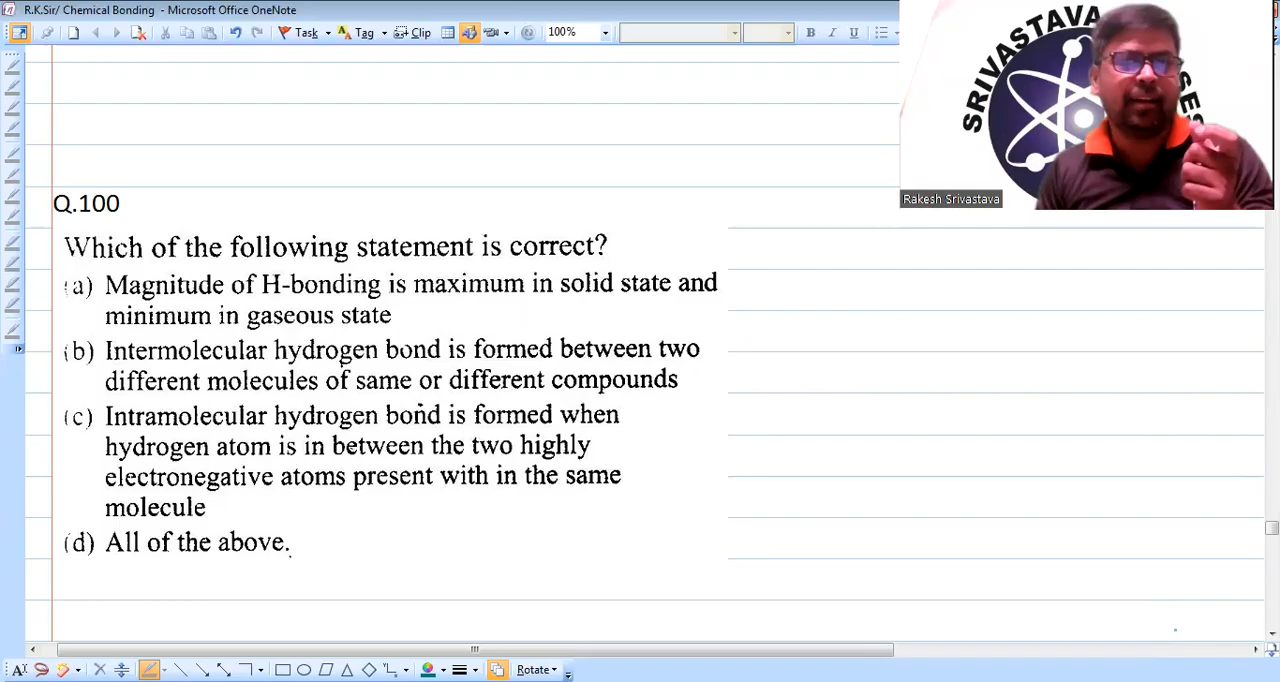 R.K.Sir/ Chemical Bonding - Microsoft Office OneNote
Task Tag Clip 100% B I U
SRIVASTAVA SES
Rakesh Srivastava
Q.100
Which of the following statement is correct?
(a) Magnitude of H-bonding is maximum in solid state and
minimum in gaseous state
(b) Intermolecular hydrogen bond is formed between two
different molecules of same or different compounds
(c) Intramolecular hydrogen bond is formed when
hydrogen atom is in between the two highly
electronegative atoms present with in the same
molecule
(d) All of the above.
Rotate